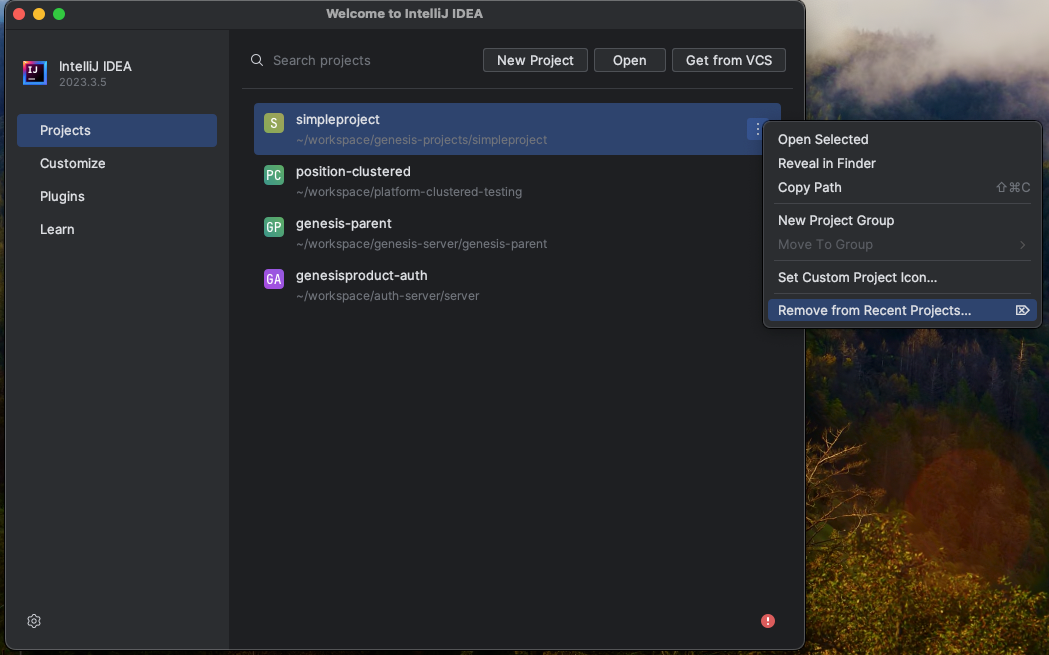 Welcome to IntelliJ IDEA
IJ
IntelliJ IDEA
2023.3.5
Projects
Customize
Plugins
Learn
Search projects
New Project
Open
Get from VCS
S
simpleproject
~/workspace/genesis-projects/simpleproject
PC
position-clustered
~/workspace/platform-clustered-testing
GP
genesis-parent
~/workspace/genesis-server/genesis-parent
GA
genesisproduct-auth
~/workspace/auth-server/server
Open Selected
Reveal in Finder
Copy Path ⇧⌘C
New Project Group
Move To Group
Set Custom Project Icon...
Remove from Recent Projects... ⌦